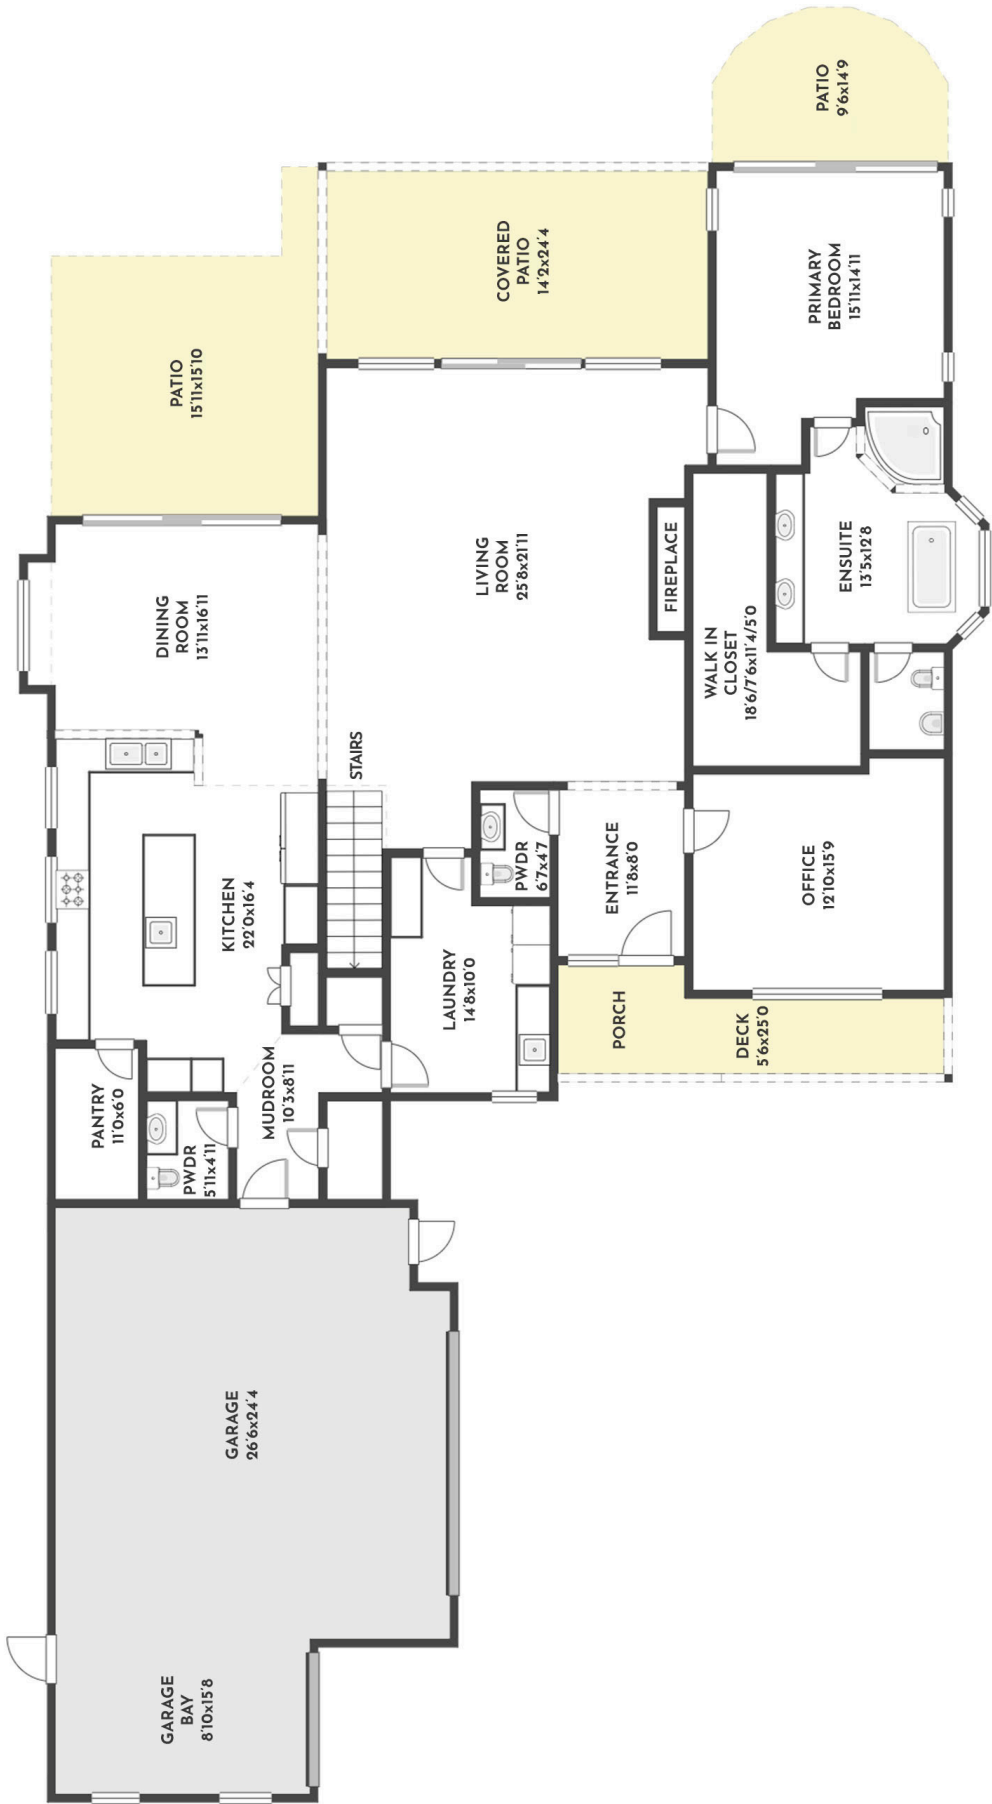 PATIO
9'6x14'9
COVERED
PATIO
14'2x24'4
PRIMARY
BEDROOM
15'11x14'11
PATIO
15'11x15'10
LIVING
ROOM
25'8x21'11
FIREPLACE
ENSUITE
13'5x12'8
DINING
ROOM
13'11x16'11
WALK IN
CLOSET
18'6/7'6x11'4/5'0
STAIRS
KITCHEN
22'0x16'4
PWDR
6'7x4'7
ENTRANCE
11'8x8'0
OFFICE
12'10x15'9
LAUNDRY
14'8x10'0
PORCH
DECK
5'6x25'0
PANTRY
11'0x6'0
MUDROOM
10'3x8'11
PWDR
5'11x4'11
GARAGE
26'6x24'4
GARAGE
BAY
8'10x15'8